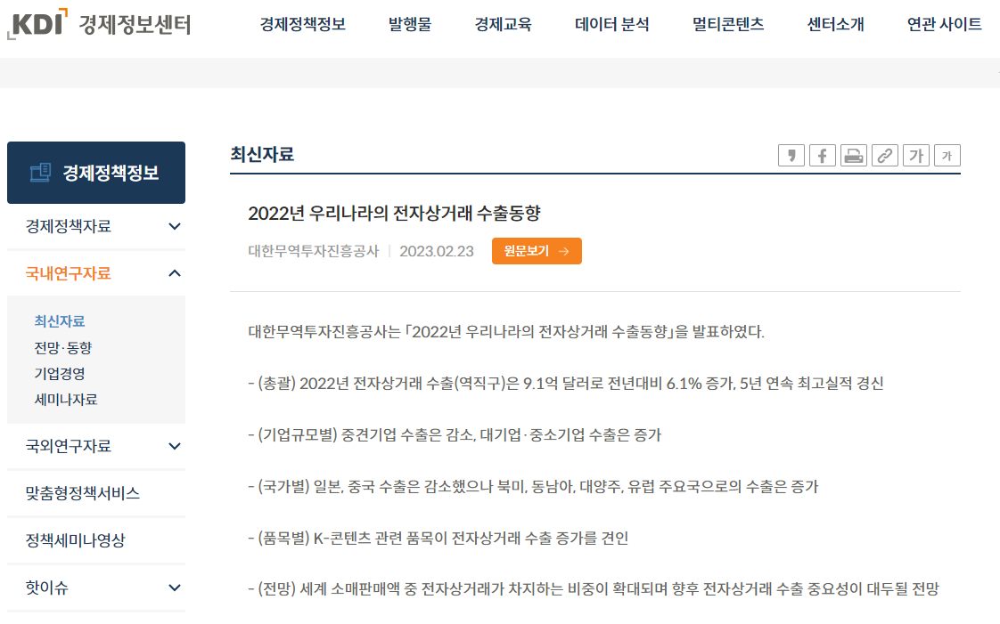 KDI 경제정보센터
경제정책정보 발행물 경제교육 데이터 분석 멀티콘텐츠 센터소개 연관 사이트
경제정책정보
경제정책자료
국내연구자료
최신자료
전망·동향
기업경영
세미나자료
국외연구자료
맞춤형정책서비스
정책세미나영상
핫이슈
최신자료
가 가
2022년 우리나라의 전자상거래 수출동향
대한무역투자진흥공사 | 2023.02.23 원문보기 →
대한무역투자진흥공사는 ｢2022년 우리나라의 전자상거래 수출동향｣을 발표하였다.
- (총괄) 2022년 전자상거래 수출(역직구)은 9.1억 달러로 전년대비 6.1% 증가, 5년 연속 최고실적 경신
- (기업규모별) 중견기업 수출은 감소, 대기업·중소기업 수출은 증가
- (국가별) 일본, 중국 수출은 감소했으나 북미, 동남아, 대양주, 유럽 주요국으로의 수출은 증가
- (품목별) K-콘텐츠 관련 품목이 전자상거래 수출 증가를 견인
- (전망) 세계 소매판매액 중 전자상거래가 차지하는 비중이 확대되며 향후 전자상거래 수출 중요성이 대두될 전망